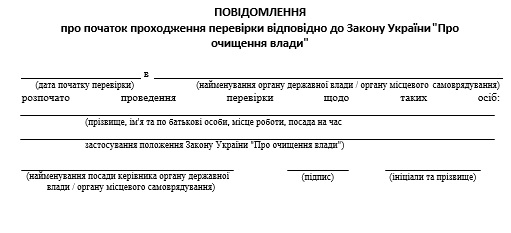 ПОВІДОМЛЕННЯ
про початок проходження перевірки відповідно до Закону України "Про
очищення влади"
в
(дата початку перевірки) (найменування органу державної влади / органу місцевого самоврядування)
розпочато проведення перевірки щодо таких осіб:
(прізвище, ім'я та по батькові особи, місце роботи, посада на час
застосування положення Закону України "Про очищення влади")
(найменування посади керівника органу державної (підпис) (ініціали та прізвище)
влади / органу місцевого самоврядування)